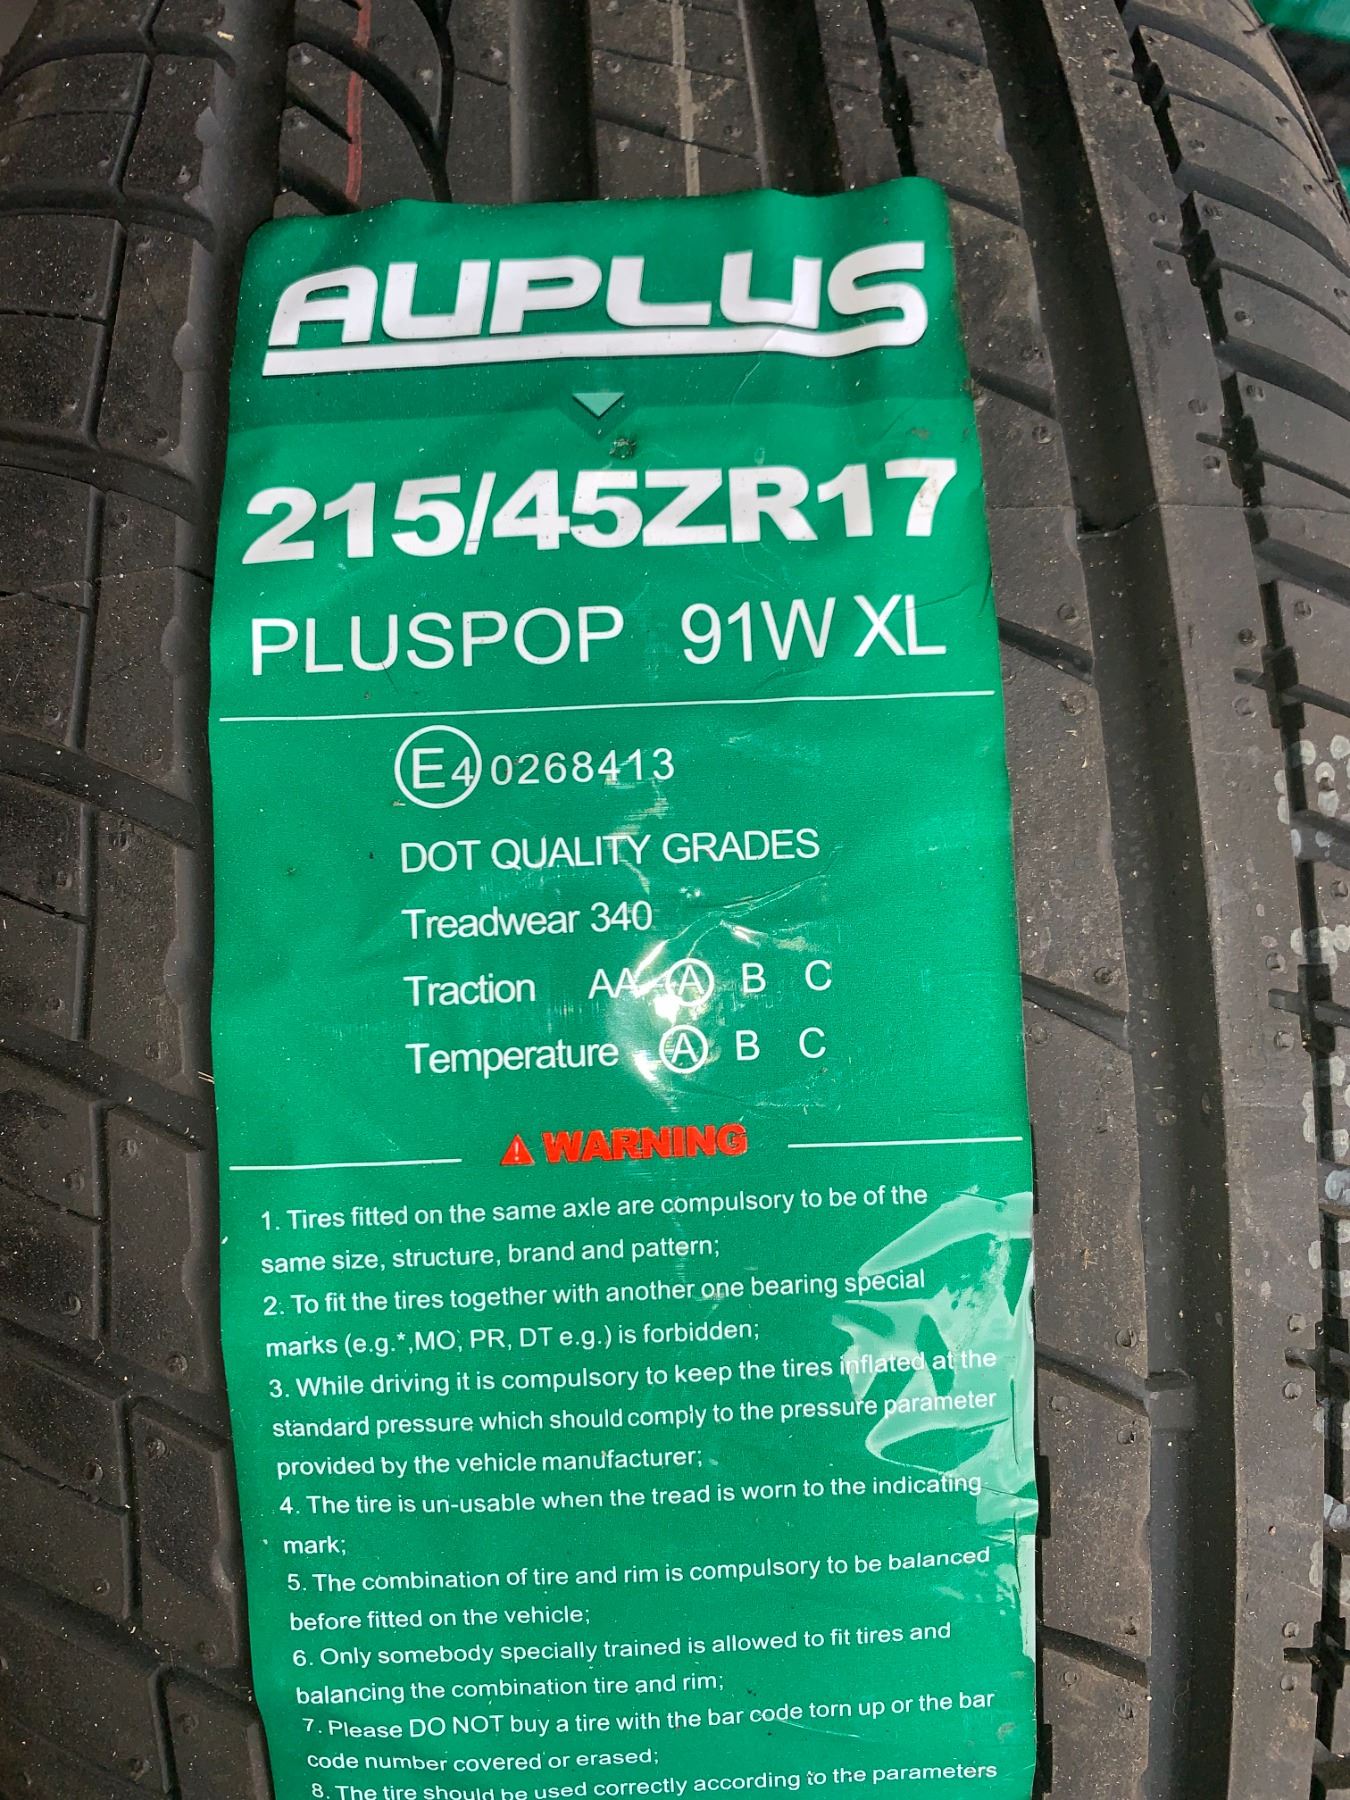 AUPLUS
215/45ZR17
PLUSPOP 91W XL
E4 0268413
DOT QUALITY GRADES
Treadwear 340
Traction AA A B C
Temperature A B C
WARNING
1. Tires fitted on the same axle are compulsory to be of the
same size, structure, brand and pattern;
2. To fit the tires together with another one bearing special
marks (e.g.*,MO, PR, DT e.g.) is forbidden;
3. While driving it is compulsory to keep the tires inflated at the
standard pressure which should comply to the pressure parameter
provided by the vehicle manufacturer;
4. The tire is un-usable when the tread is worn to the indicating
mark;
5. The combination of tire and rim is compulsory to be balanced
before fitted on the vehicle;
6. Only somebody specially trained is allowed to fit tires and
balancing the combination tire and rim;
7. Please DO NOT buy a tire with the bar code torn up or the bar
code number covered or erased;
8. The tire should be used correctly according to the parameters